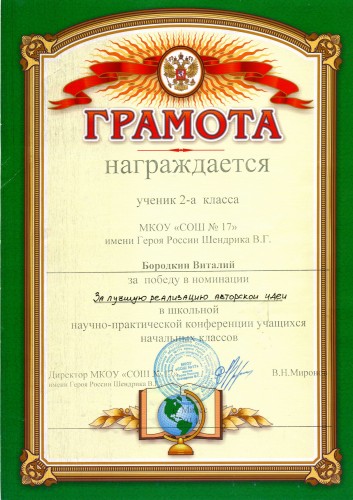 ГРАМОТА
награждается
ученик 2-а класса
МКОУ «СОШ № 17»
имени Героя России Шендрика В.Г.
Бородкин Виталий
за победу в номинации
За лучшую реализацию авторской идеи
в школьной
научно-практической конференции учащихся
начальных классов
Директор МКОУ «СОШ
имени Героя России Шендрика В.
В.Н.Мирон